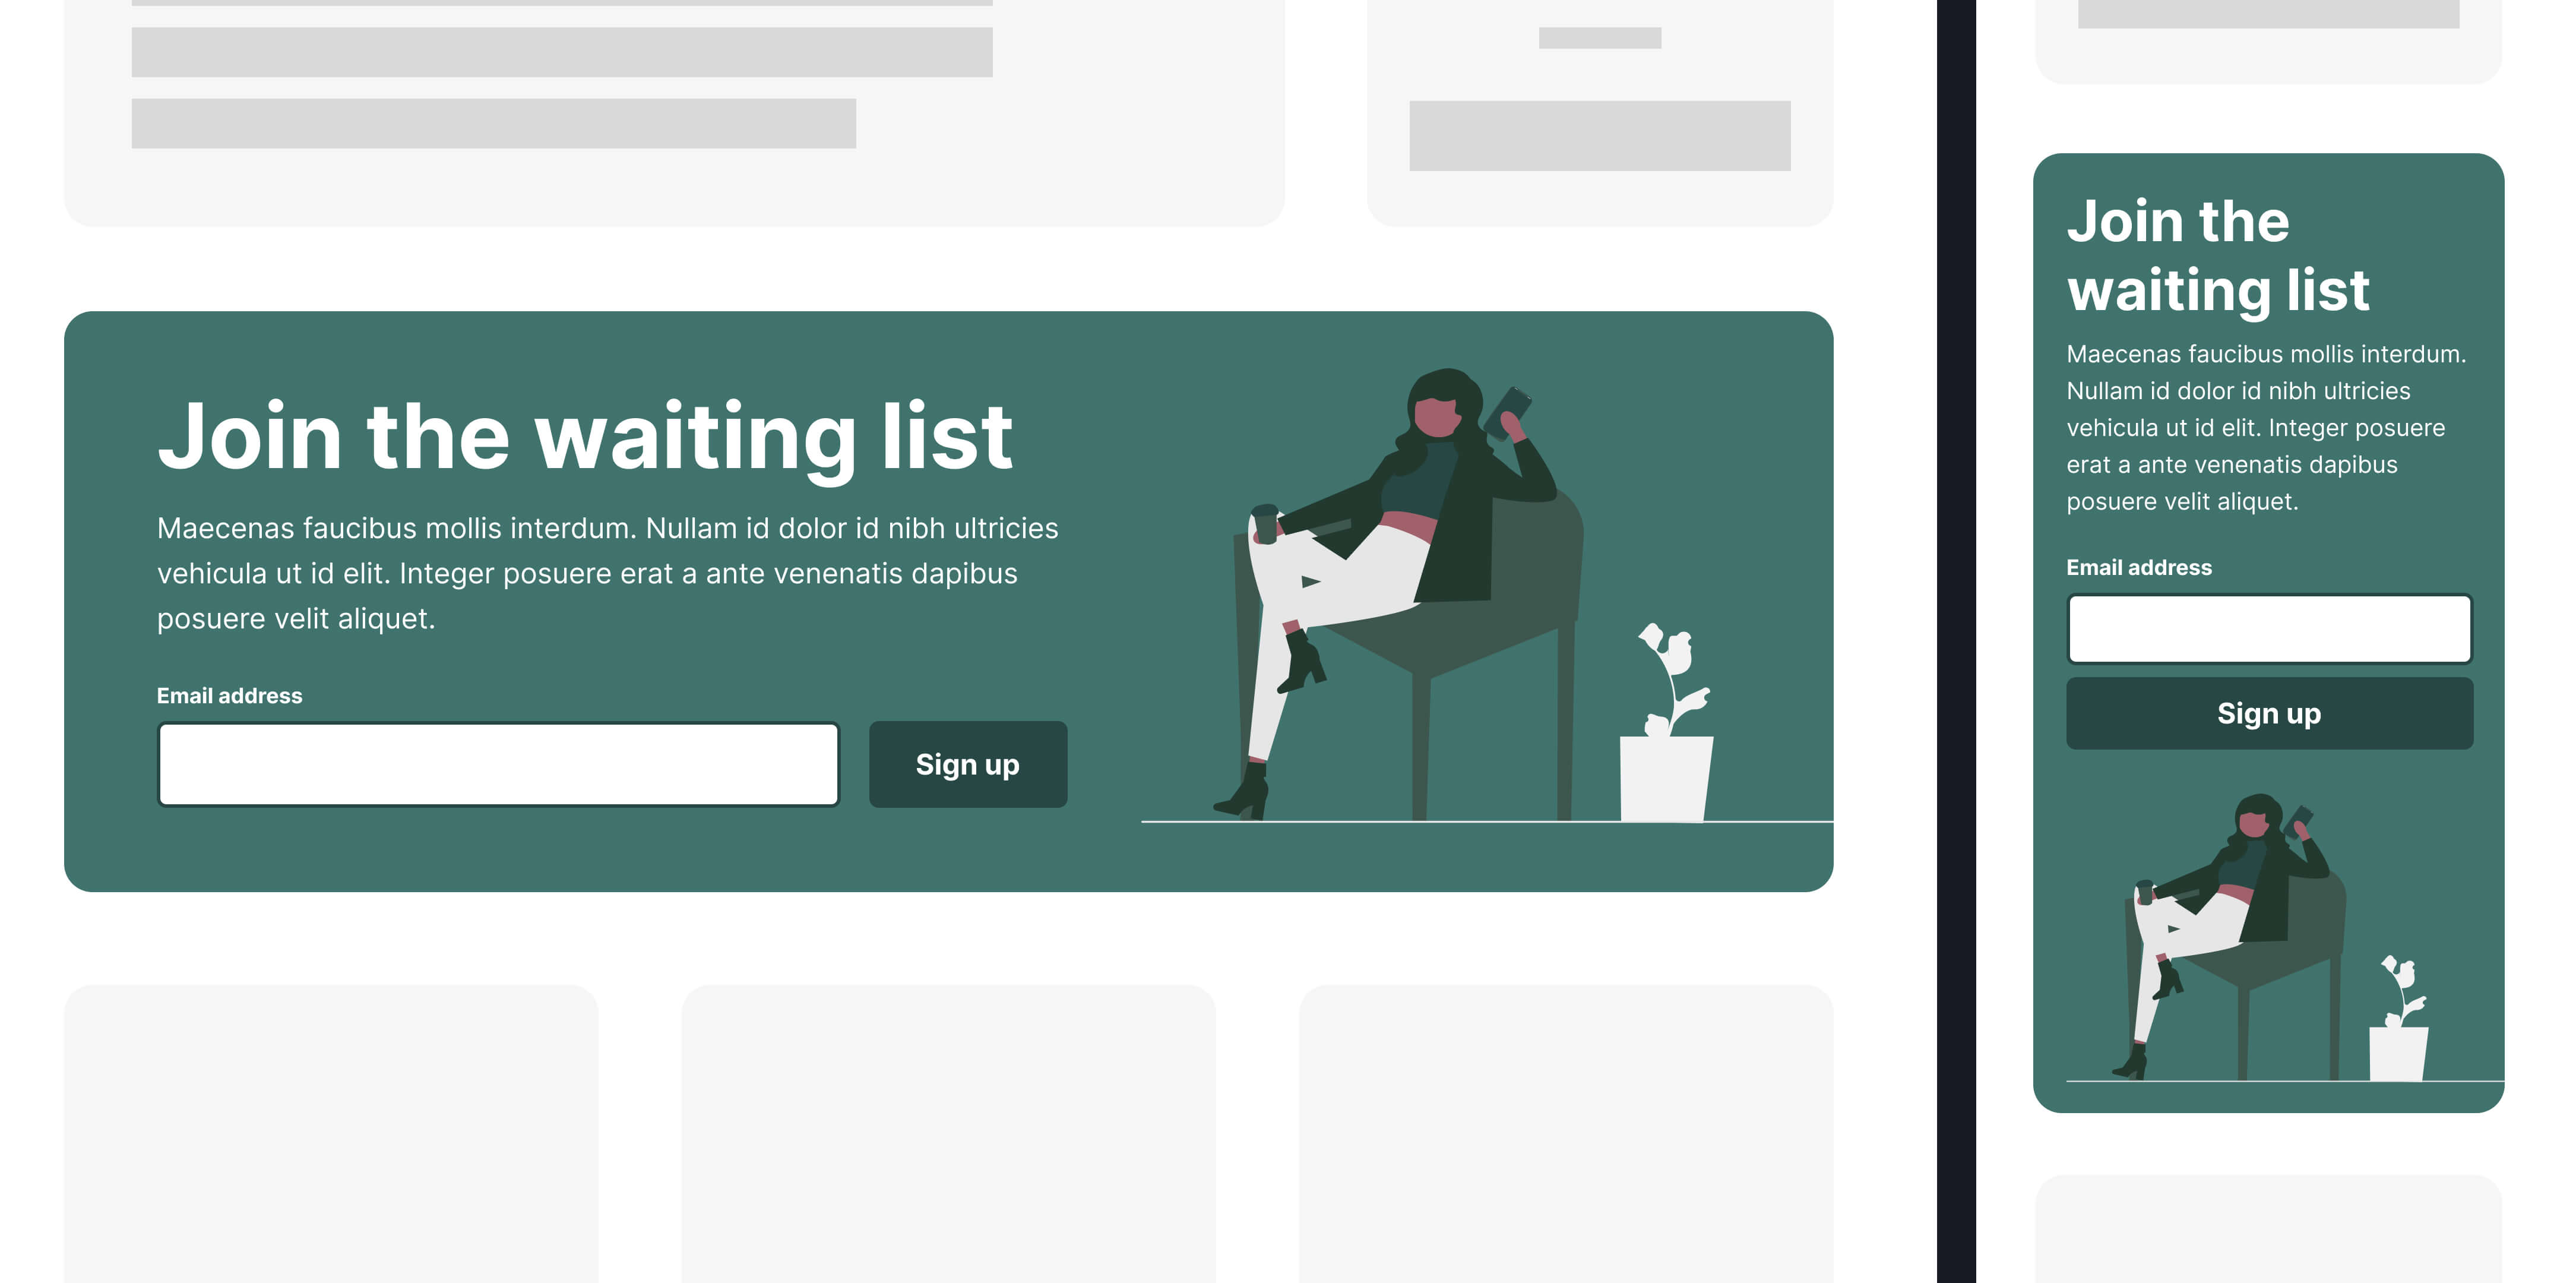 Join the waiting list
Maecenas faucibus mollis interdum. Nullam id dolor id nibh ultricies
vehicula ut id elit. Integer posuere erat a ante venenatis dapibus
posuere velit aliquet.
Email address
Sign up
Join the
waiting list
Maecenas faucibus mollis interdum.
Nullam id dolor id nibh ultricies
vehicula ut id elit. Integer posuere
erat a ante venenatis dapibus
posuere velit aliquet.
Email address
Sign up